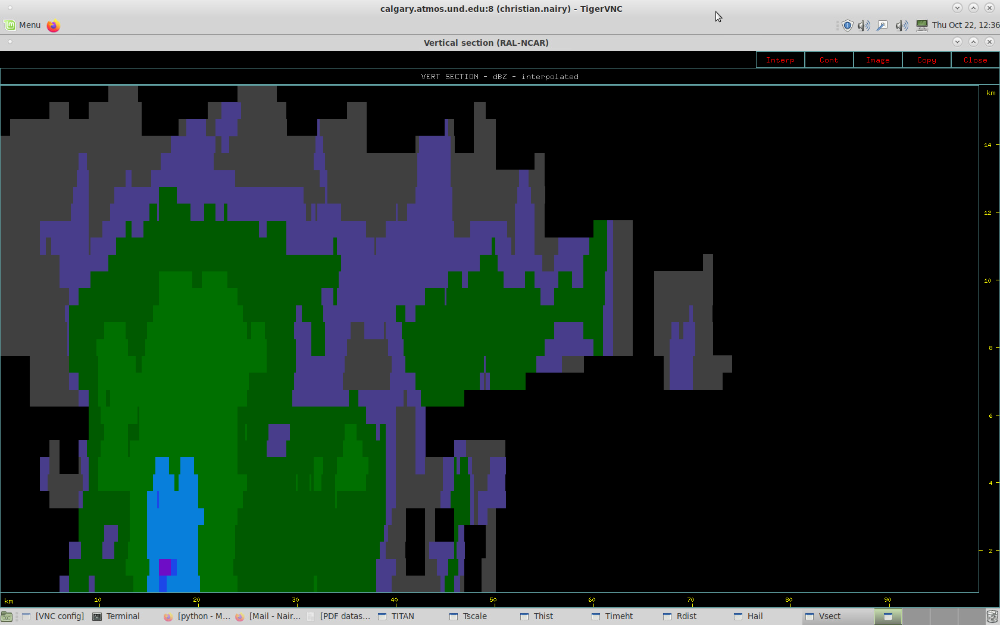 calgary.atmos.und.edu:8 (christian.nairy) - TigerVNC
Menu
Thu Oct 22, 12:36
Vertical section (RAL-NCAR)
Interp Cont Image Copy Close
VERT SECTION - dBZ - interpolated
km
14
12
10
8
6
4
2
km 10 20 30 40 50 60 70 80 90
[VNC config] Terminal [python - M... [Mail - Nair... [PDF datas... TITAN Tscale Thist Timeht Rdist Hail Vsect